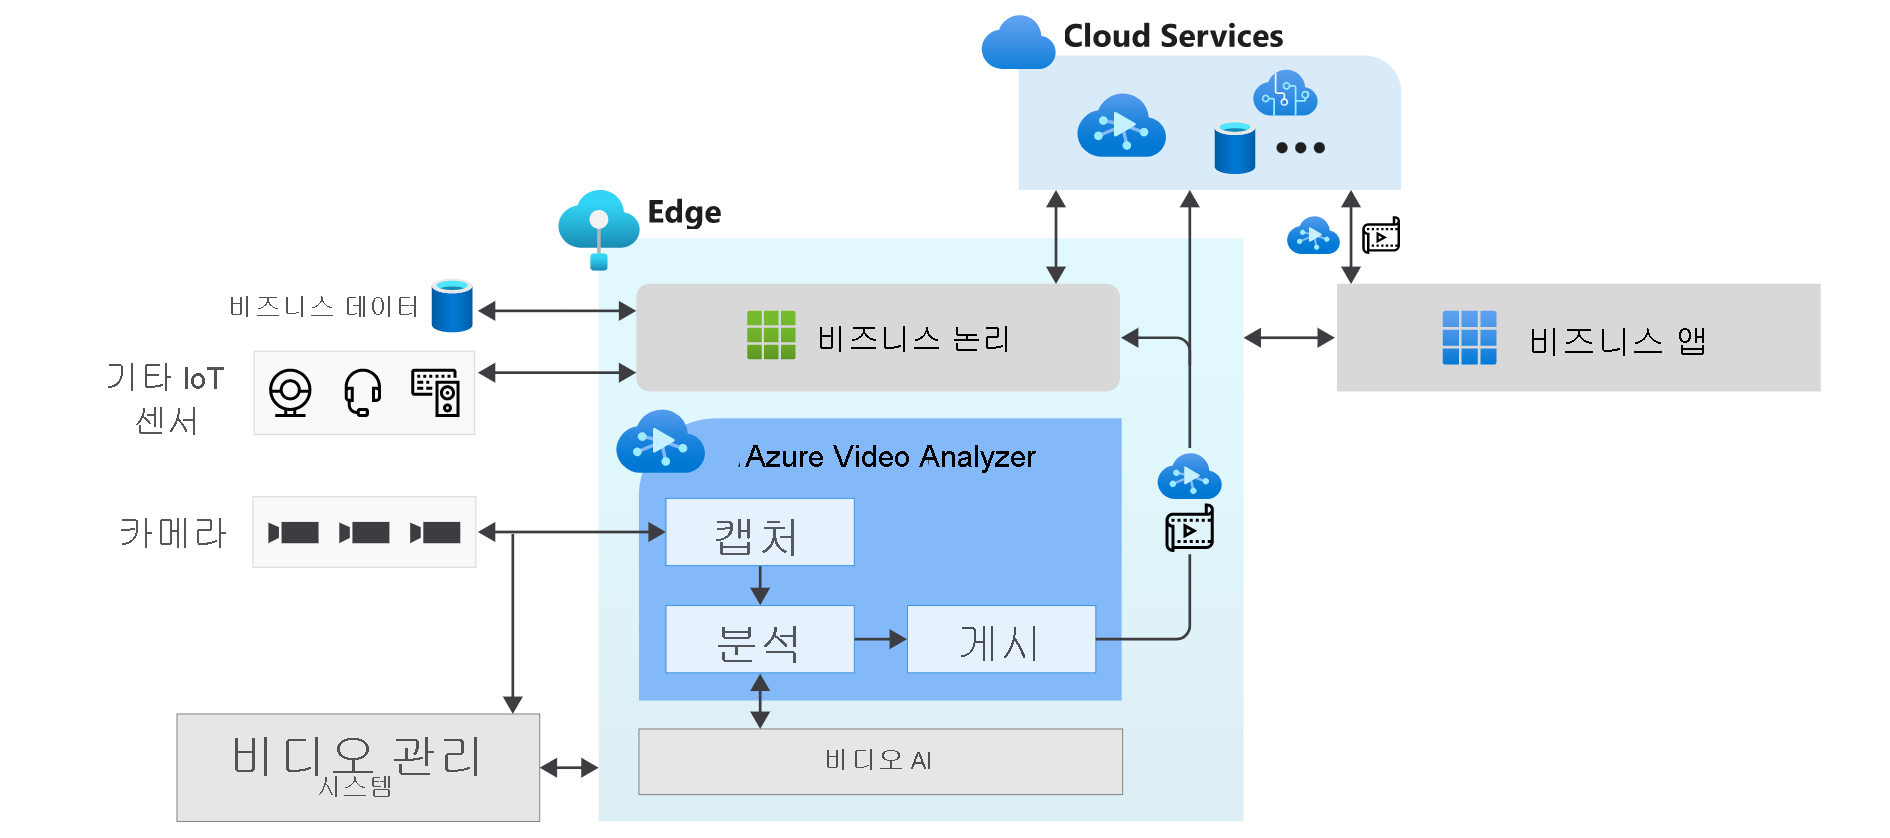 Cloud Services
Edge
비즈니스 데이터
비즈니스 논리
비즈니스 앱
기타 IoT
센서
Azure Video Analyzer
카메라
캡처
분석
게시
비디오 관리
시스템
비디오 AI